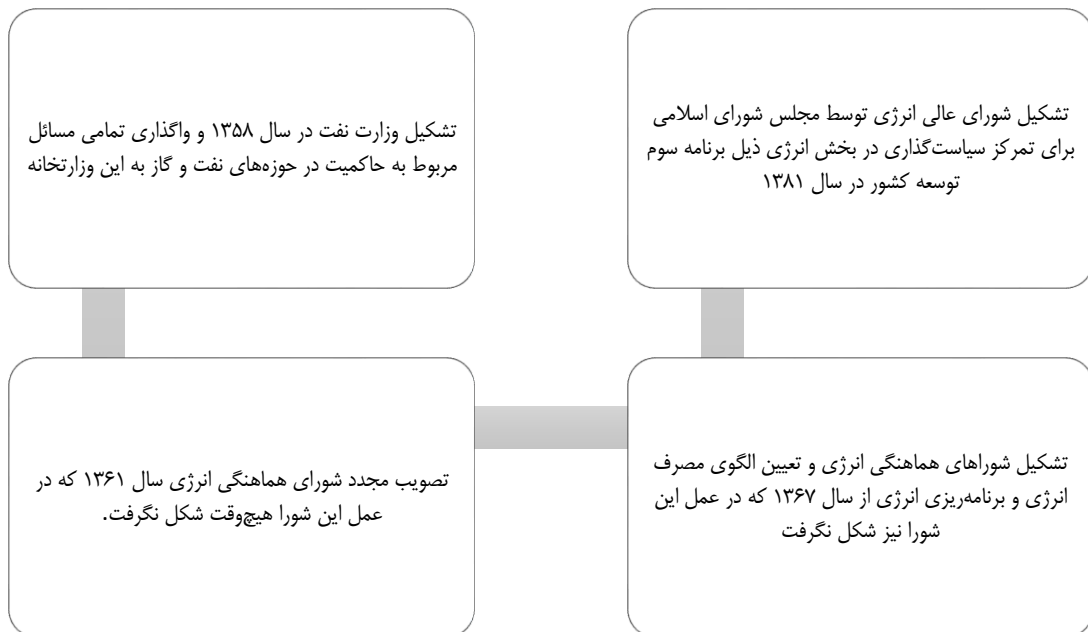 تشکیل وزارت نفت در سال ۱۳۵۸ و واگذاری تمامی مسائل
مربوط به حاکمیت در حوزه‌های نفت و گاز به این وزارتخانه
تصویب مجدد شورای هماهنگی انرژی سال ۱۳۶۱ که در
عمل این شورا هیچ‌وقت شکل نگرفت.
تشکیل شوراهای هماهنگی انرژی و تعیین الگوی مصرف
انرژی و برنامه‌ریزی انرژی از سال ۱۳۶۷ که در عمل این
شورا نیز شکل نگرفت
تشکیل شورای عالی انرژی توسط مجلس شورای اسلامی
برای تمرکز سیاست‌گذاری در بخش انرژی ذیل برنامه سوم
توسعه کشور در سال ۱۳۸۱